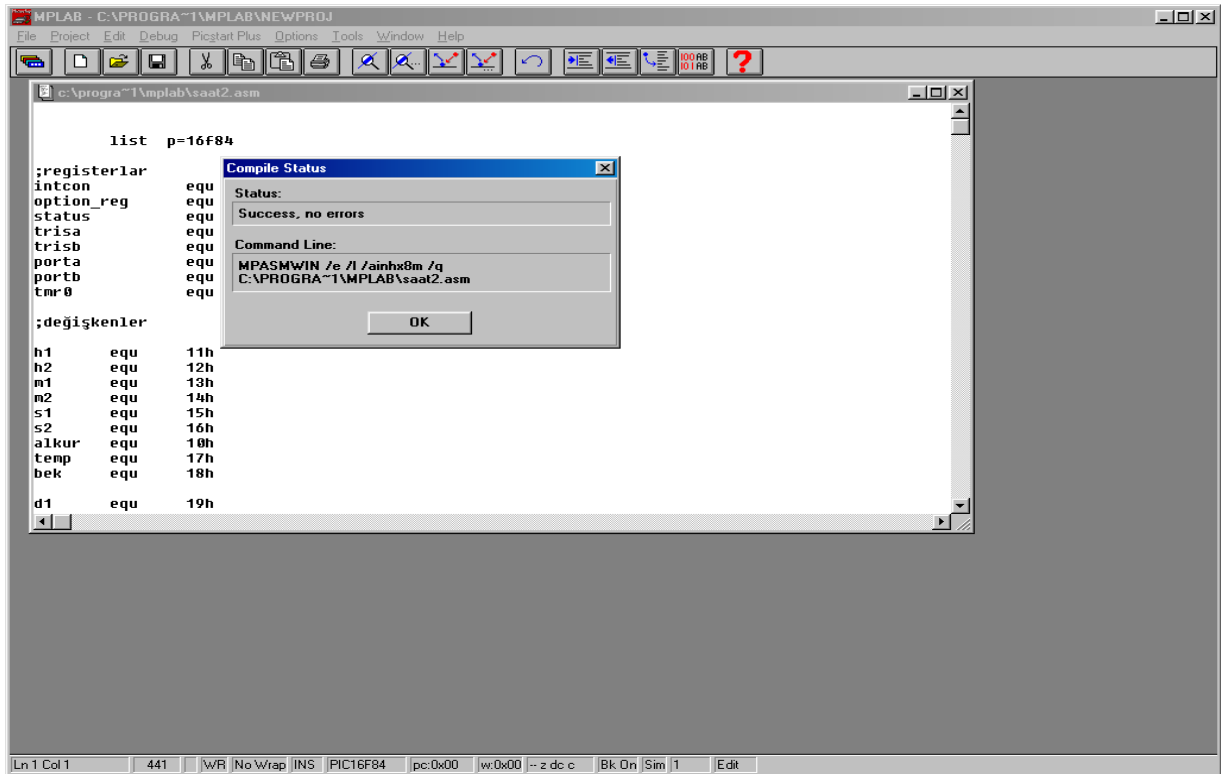 MPLAB - C:\PROGRA~1\MPLAB\NEWPROJ
File Project Edit Debug Picstart Plus Options Tools Window Help
100 AB
101 AB
?
c:\progra~1\mplab\saat2.asm
list p=16f84
;registerlar
intcon equ
option_reg equ
status equ
trisa equ
trisb equ
porta equ
portb equ
tmr0 equ
;değişkenler
h1 equ 11h
h2 equ 12h
m1 equ 13h
m2 equ 14h
s1 equ 15h
s2 equ 16h
alkur equ 10h
temp equ 17h
bek equ 18h
d1 equ 19h
Compile Status
Status:
Success, no errors
Command Line:
MPASMWIN /e /l /ainhx8m /q
C:\PROGRA~1\MPLAB\saat2.asm
OK
Ln 1 Col 1 441 WR No Wrap INS PIC16F84 pc:0x00 w:0x00 -- z dc c Bk On Sim 1 Edit